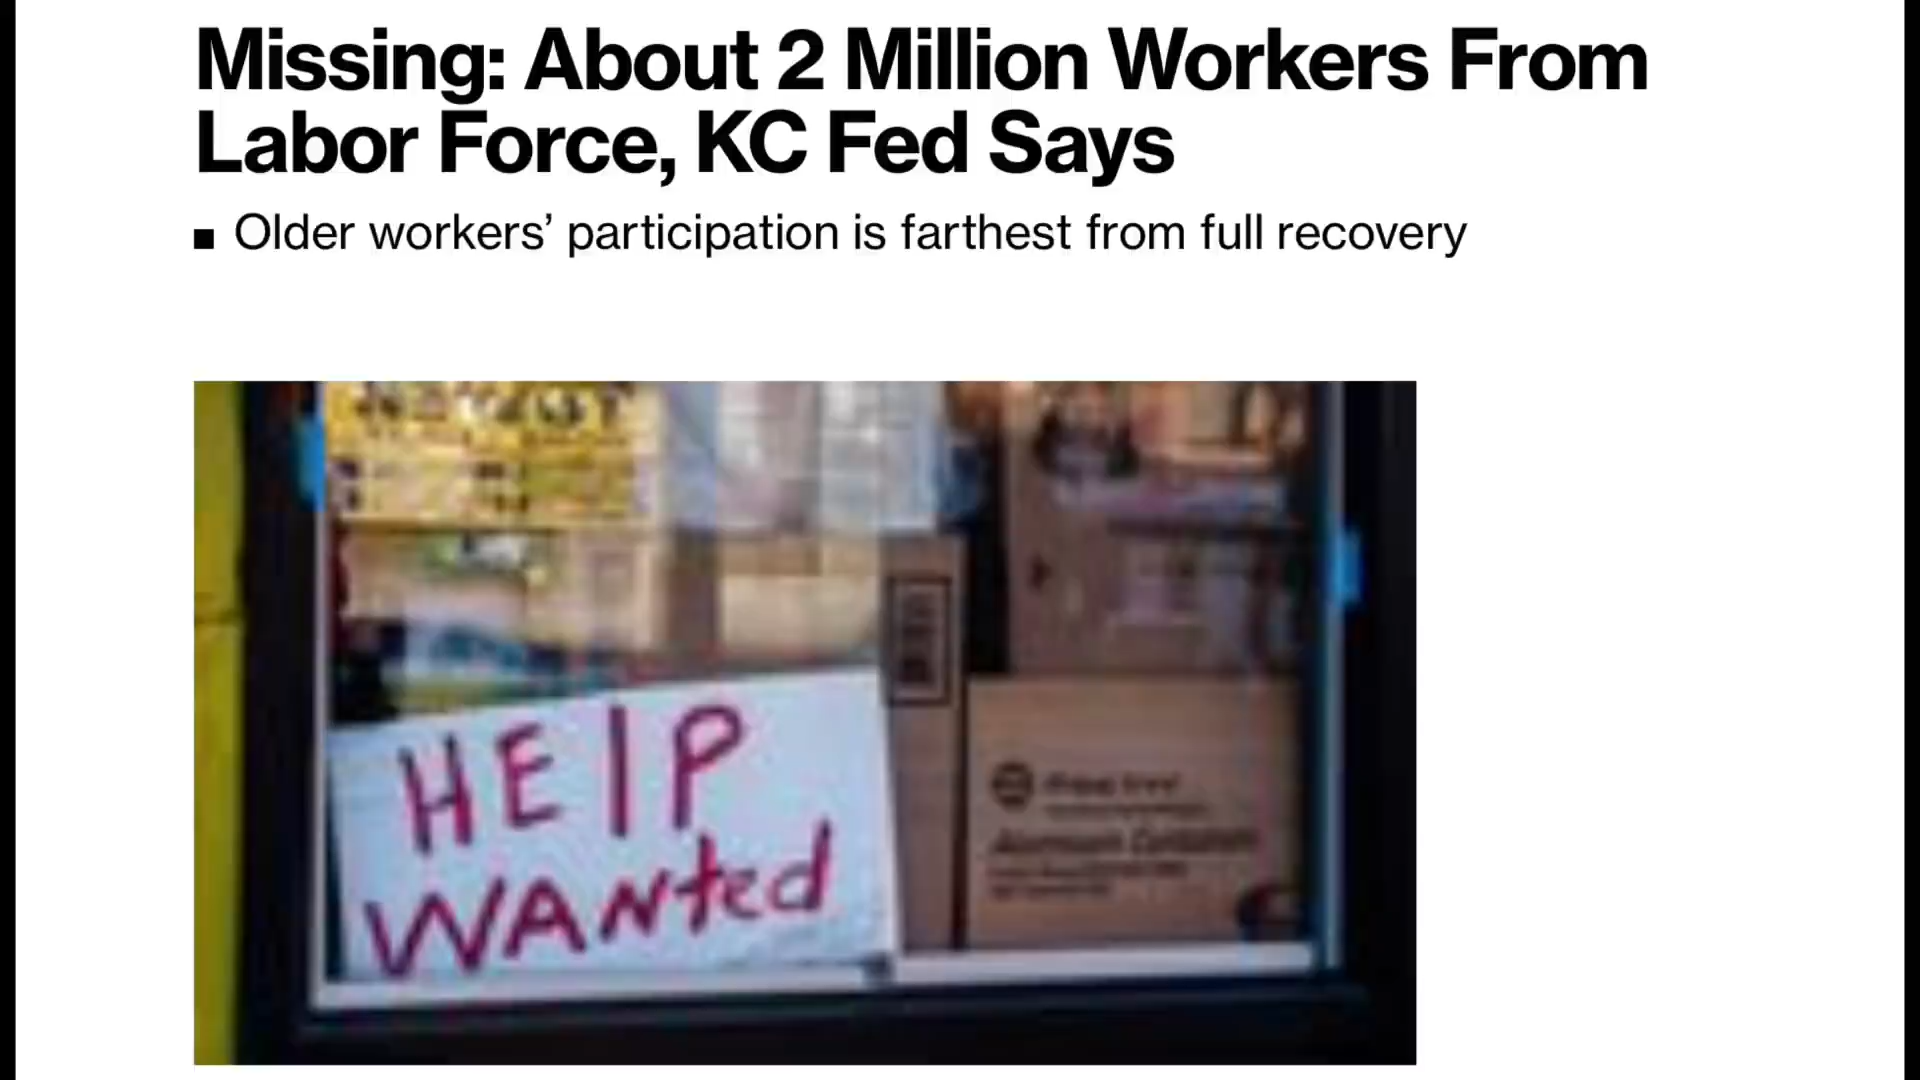 Missing: About 2 Million Workers From
Labor Force, KC Fed Says
▪ Older workers’ participation is farthest from full recovery
HElP
WANted